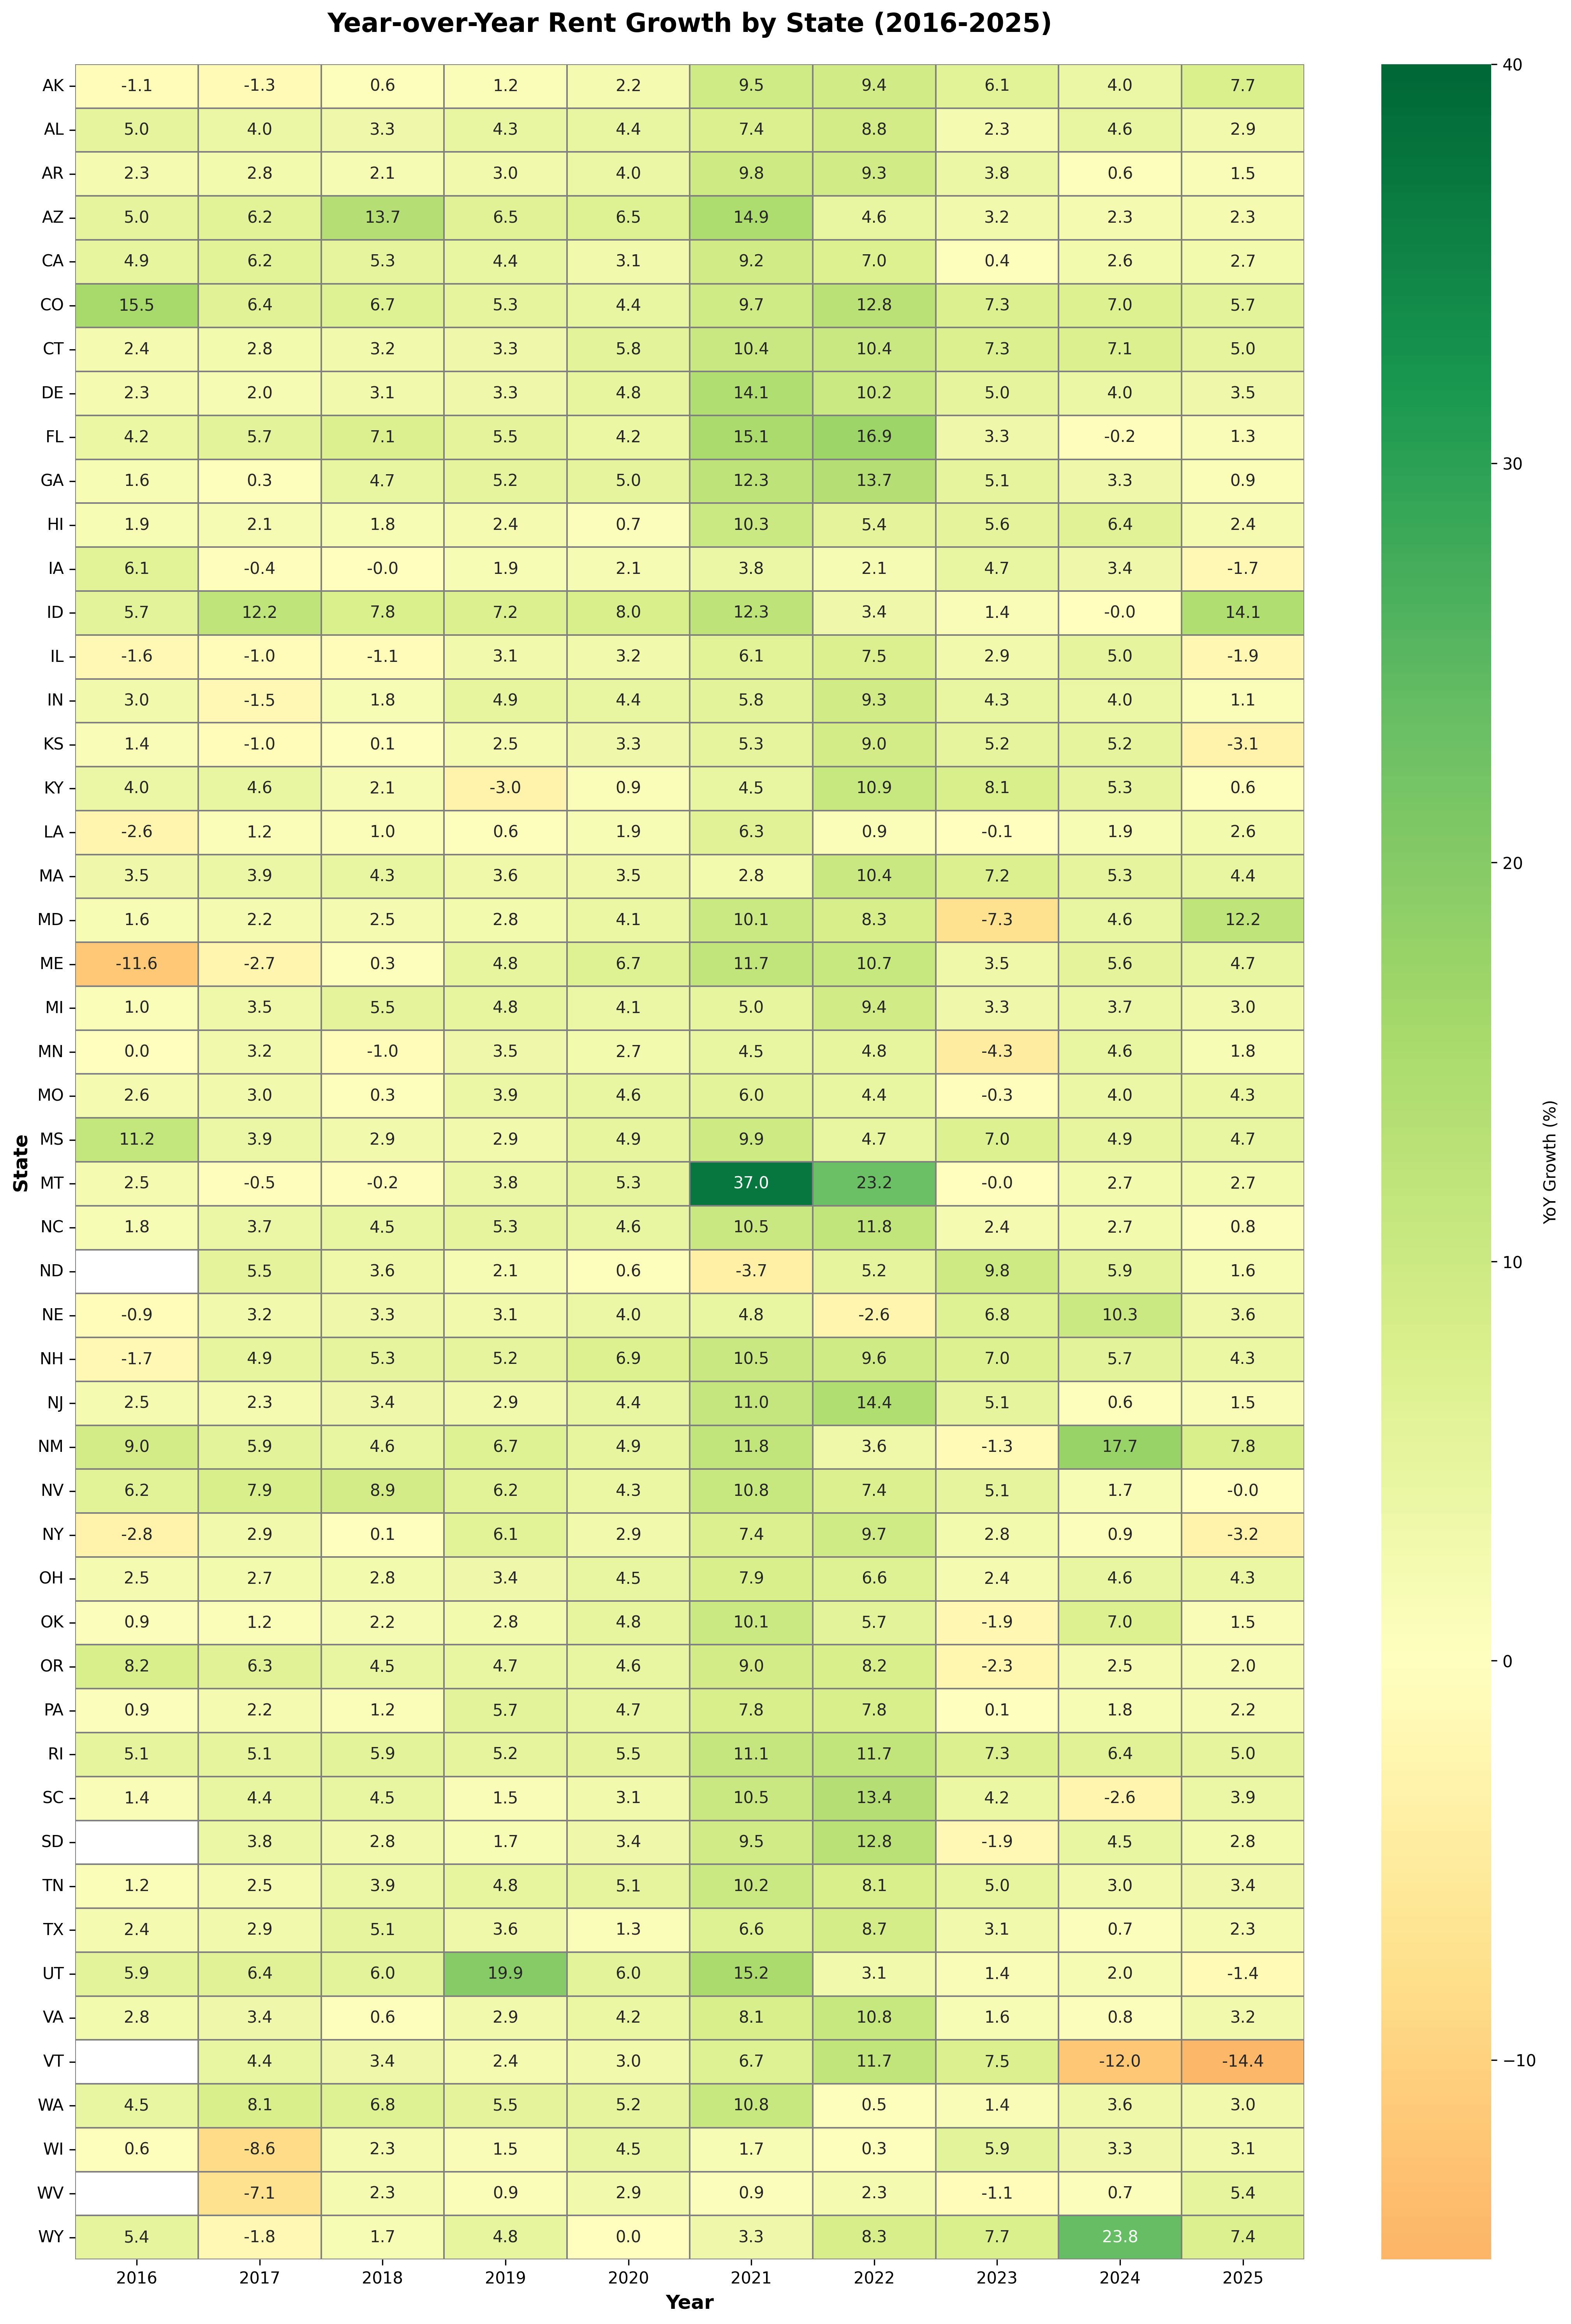 Year-over-Year Rent Growth by State (2016-2025)
AK -1.1 -1.3 0.6 1.2 2.2 9.5 9.4 6.1 4.0 7.7
AL 5.0 4.0 3.3 4.3 4.4 7.4 8.8 2.3 4.6 2.9
AR 2.3 2.8 2.1 3.0 4.0 9.8 9.3 3.8 0.6 1.5
AZ 5.0 6.2 13.7 6.5 6.5 14.9 4.6 3.2 2.3 2.3
CA 4.9 6.2 5.3 4.4 3.1 9.2 7.0 0.4 2.6 2.7
CO 15.5 6.4 6.7 5.3 4.4 9.7 12.8 7.3 7.0 5.7
CT 2.4 2.8 3.2 3.3 5.8 10.4 10.4 7.3 7.1 5.0
DE 2.3 2.0 3.1 3.3 4.8 14.1 10.2 5.0 4.0 3.5
FL 4.2 5.7 7.1 5.5 4.2 15.1 16.9 3.3 -0.2 1.3
GA 1.6 0.3 4.7 5.2 5.0 12.3 13.7 5.1 3.3 0.9
HI 1.9 2.1 1.8 2.4 0.7 10.3 5.4 5.6 6.4 2.4
IA 6.1 -0.4 -0.0 1.9 2.1 3.8 2.1 4.7 3.4 -1.7
ID 5.7 12.2 7.8 7.2 8.0 12.3 3.4 1.4 -0.0 14.1
IL -1.6 -1.0 -1.1 3.1 3.2 6.1 7.5 2.9 5.0 -1.9
IN 3.0 -1.5 1.8 4.9 4.4 5.8 9.3 4.3 4.0 1.1
KS 1.4 -1.0 0.1 2.5 3.3 5.3 9.0 5.2 5.2 -3.1
KY 4.0 4.6 2.1 -3.0 0.9 4.5 10.9 8.1 5.3 0.6
LA -2.6 1.2 1.0 0.6 1.9 6.3 0.9 -0.1 1.9 2.6
MA 3.5 3.9 4.3 3.6 3.5 2.8 10.4 7.2 5.3 4.4
MD 1.6 2.2 2.5 2.8 4.1 10.1 8.3 -7.3 4.6 12.2
ME -11.6 -2.7 0.3 4.8 6.7 11.7 10.7 3.5 5.6 4.7
MI 1.0 3.5 5.5 4.8 4.1 5.0 9.4 3.3 3.7 3.0
MN 0.0 3.2 -1.0 3.5 2.7 4.5 4.8 -4.3 4.6 1.8
MO 2.6 3.0 0.3 3.9 4.6 6.0 4.4 -0.3 4.0 4.3
MS 11.2 3.9 2.9 2.9 4.9 9.9 4.7 7.0 4.9 4.7
MT 2.5 -0.5 -0.2 3.8 5.3 37.0 23.2 -0.0 2.7 2.7
NC 1.8 3.7 4.5 5.3 4.6 10.5 11.8 2.4 2.7 0.8
ND 5.5 3.6 2.1 0.6 -3.7 5.2 9.8 5.9 1.6
NE -0.9 3.2 3.3 3.1 4.0 4.8 -2.6 6.8 10.3 3.6
NH -1.7 4.9 5.3 5.2 6.9 10.5 9.6 7.0 5.7 4.3
NJ 2.5 2.3 3.4 2.9 4.4 11.0 14.4 5.1 0.6 1.5
NM 9.0 5.9 4.6 6.7 4.9 11.8 3.6 -1.3 17.7 7.8
NV 6.2 7.9 8.9 6.2 4.3 10.8 7.4 5.1 1.7 -0.0
NY -2.8 2.9 0.1 6.1 2.9 7.4 9.7 2.8 0.9 -3.2
OH 2.5 2.7 2.8 3.4 4.5 7.9 6.6 2.4 4.6 4.3
OK 0.9 1.2 2.2 2.8 4.8 10.1 5.7 -1.9 7.0 1.5
OR 8.2 6.3 4.5 4.7 4.6 9.0 8.2 -2.3 2.5 2.0
PA 0.9 2.2 1.2 5.7 4.7 7.8 7.8 0.1 1.8 2.2
RI 5.1 5.1 5.9 5.2 5.5 11.1 11.7 7.3 6.4 5.0
SC 1.4 4.4 4.5 1.5 3.1 10.5 13.4 4.2 -2.6 3.9
SD 3.8 2.8 1.7 3.4 9.5 12.8 -1.9 4.5 2.8
TN 1.2 2.5 3.9 4.8 5.1 10.2 8.1 5.0 3.0 3.4
TX 2.4 2.9 5.1 3.6 1.3 6.6 8.7 3.1 0.7 2.3
UT 5.9 6.4 6.0 19.9 6.0 15.2 3.1 1.4 2.0 -1.4
VA 2.8 3.4 0.6 2.9 4.2 8.1 10.8 1.6 0.8 3.2
VT 4.4 3.4 2.4 3.0 6.7 11.7 7.5 -12.0 -14.4
WA 4.5 8.1 6.8 5.5 5.2 10.8 0.5 1.4 3.6 3.0
WI 0.6 -8.6 2.3 1.5 4.5 1.7 0.3 5.9 3.3 3.1
WV -7.1 2.3 0.9 2.9 0.9 2.3 -1.1 0.7 5.4
WY 5.4 -1.8 1.7 4.8 0.0 3.3 8.3 7.7 23.8 7.4
2016 2017 2018 2019 2020 2021 2022 2023 2024 2025
Year
State
40
30
20
10
0
−10
YoY Growth (%)